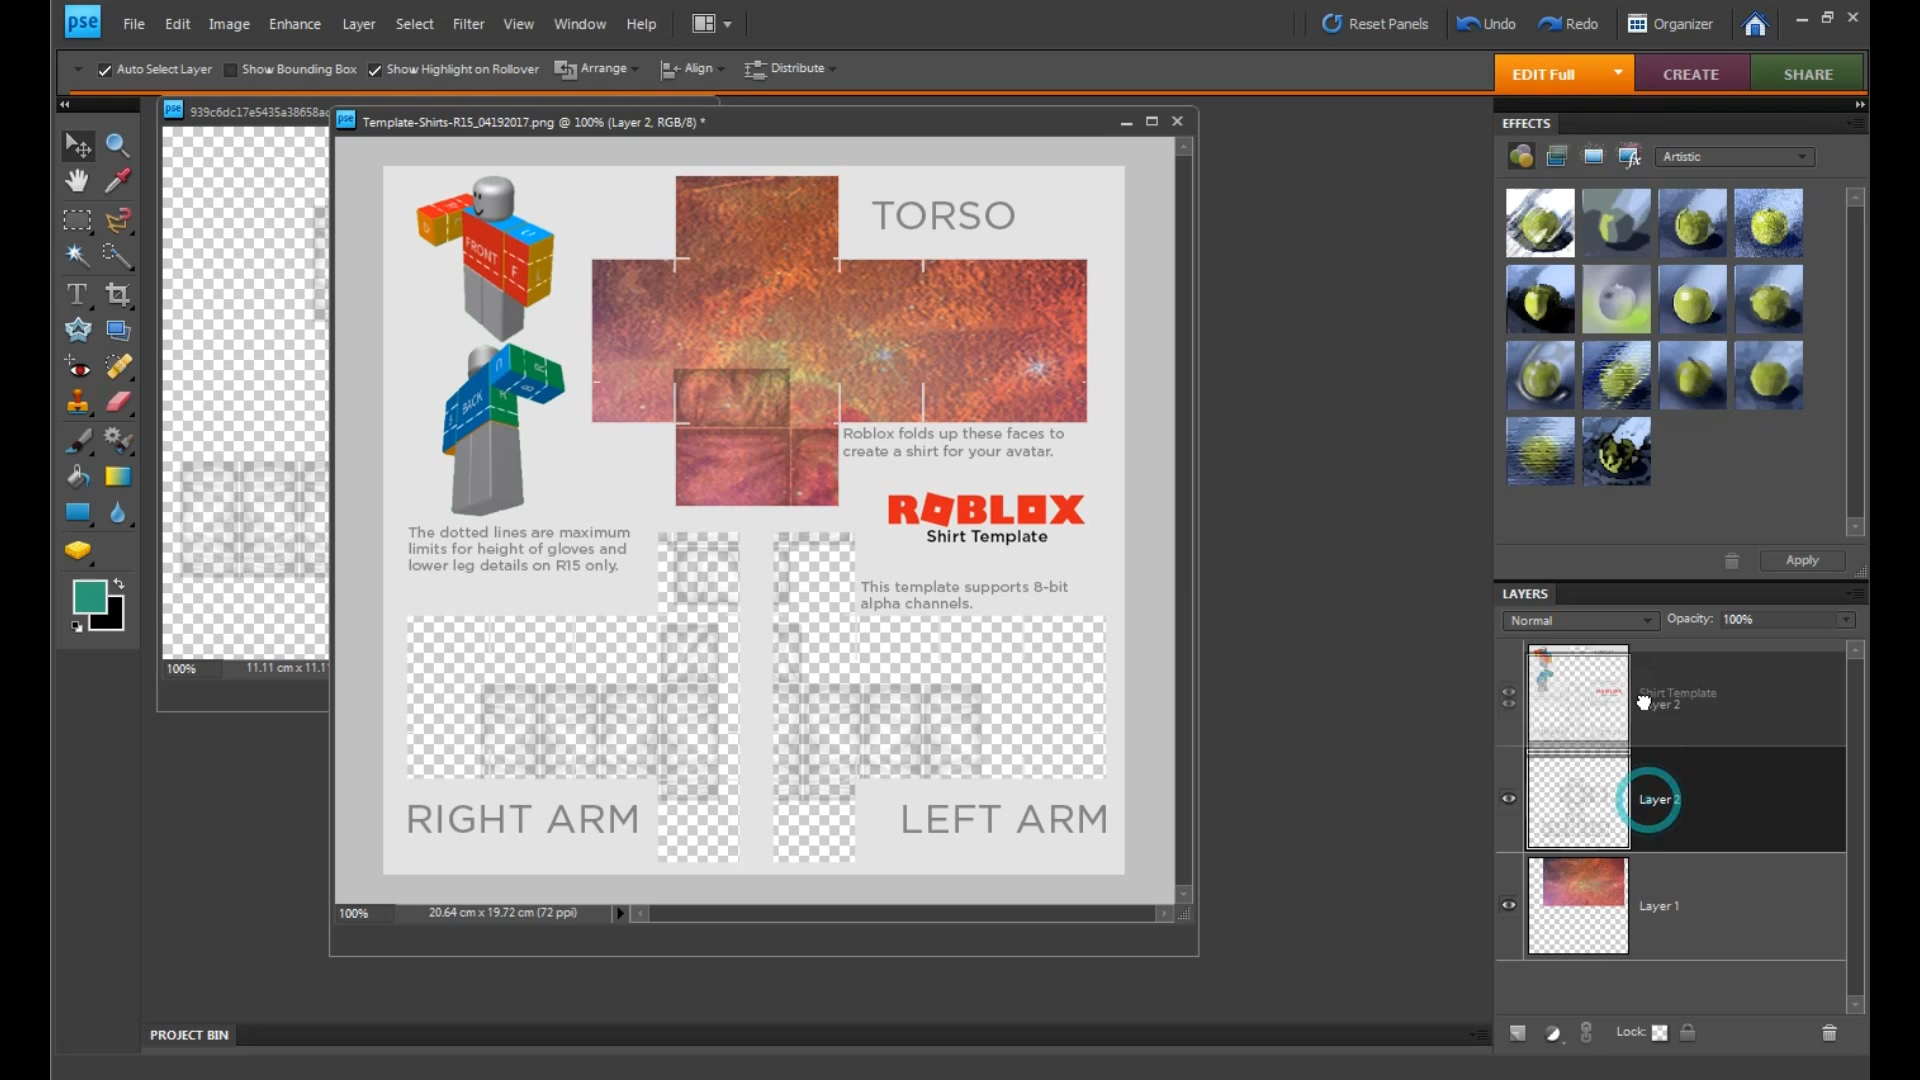 pse
File Edit Image Enhance Layer Select Filter View Window Help
Reset Panels Undo Redo Organizer
Auto Select Layer Show Bounding Box Show Highlight on Rollover Arrange Align Distribute
EDIT Full CREATE SHARE
pse
Template-Shirts-R15_04192017.png @ 100% (Layer 2, RGB/8) *
TORSO
FRONT F
BACK
Roblox folds up these faces to
create a shirt for your avatar.
ROBLOX
Shirt Template
The dotted lines are maximum
limits for height of gloves and
lower leg details on R15 only.
This template supports 8-bit
alpha channels.
RIGHT ARM LEFT ARM
100% 20.64 cm x 19.72 cm (72 ppi)
pse
100%
PROJECT BIN
EFFECTS
Artistic
Apply
LAYERS
Normal Opacity: 100%
Shirt Template
Layer 2
Layer 1
Lock: